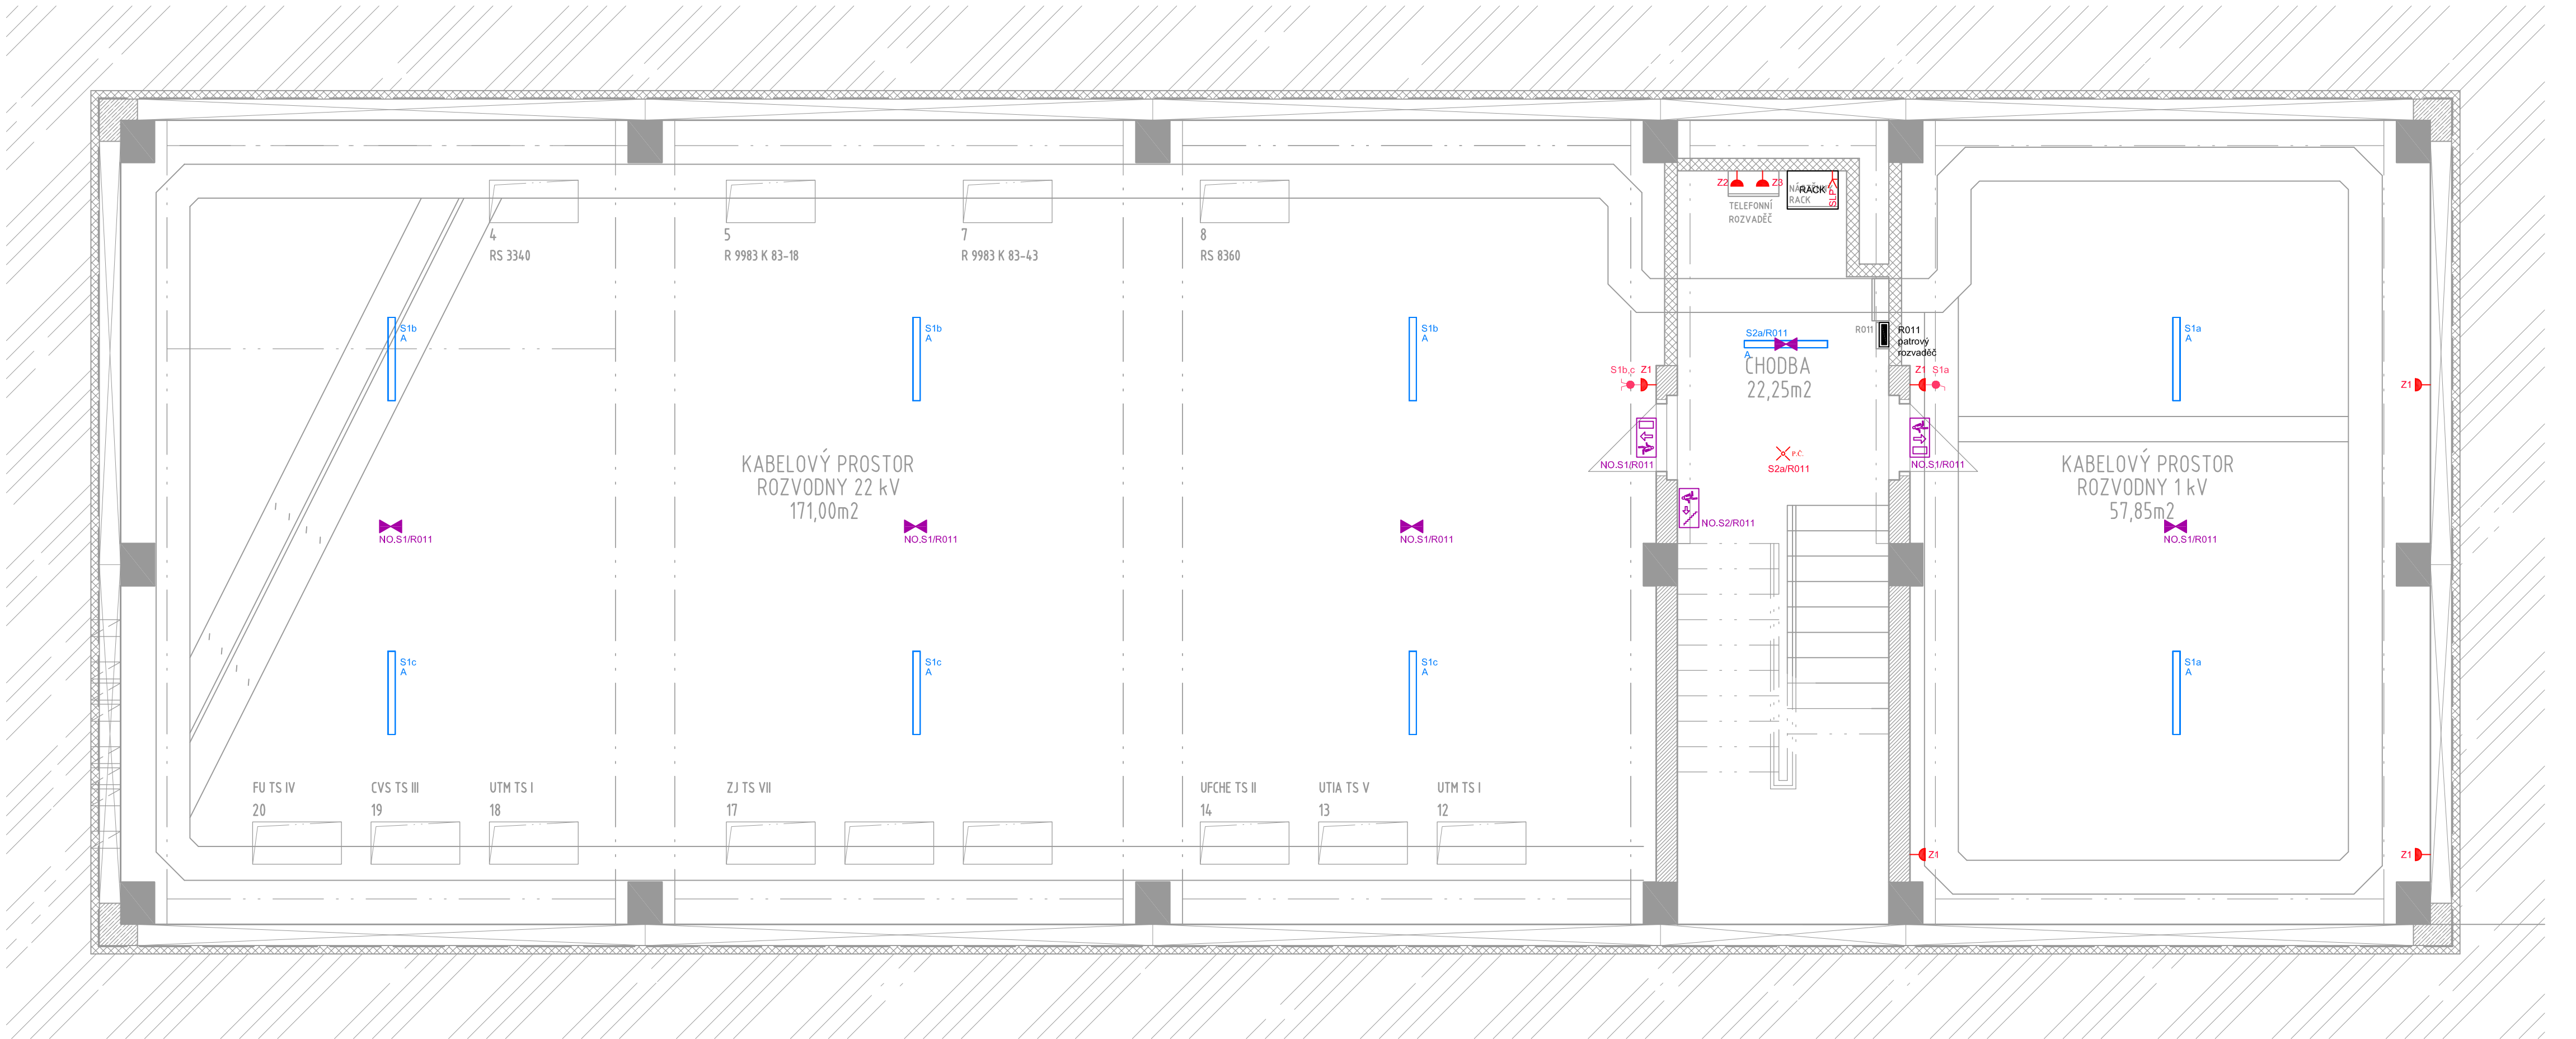 Z2
Z3
NÁ
RACK
RACK
SLP
TELEFONNÍ
ROZVADĚČ
4
RS 3340
5
R 9983 K 83-18
7
R 9983 K 83-43
8
RS 8360
S1b
A
S1b
A
S1b
A
S2a/R011
A
R011
R011
patrový
rozvaděč
S1a
A
CHODBA
22,25m2
S1b,c
Z1
Z1
S1a
Z1
KABELOVÝ PROSTOR
ROZVODNY 22 kV
171,00m2
NO.S1/R011
P.Č.
S2a/R011
NO.S1/R011
KABELOVÝ PROSTOR
ROZVODNY 1 kV
57,85m2
NO.S1/R011
NO.S1/R011
NO.S1/R011
NO.S2/R011
NO.S1/R011
S1c
A
S1c
A
S1c
A
S1a
A
FU TS IV
20
CVS TS III
19
UTM TS I
18
ZJ TS VII
17
UFCHE TS II
14
UTIA TS V
13
UTM TS I
12
Z1
Z1